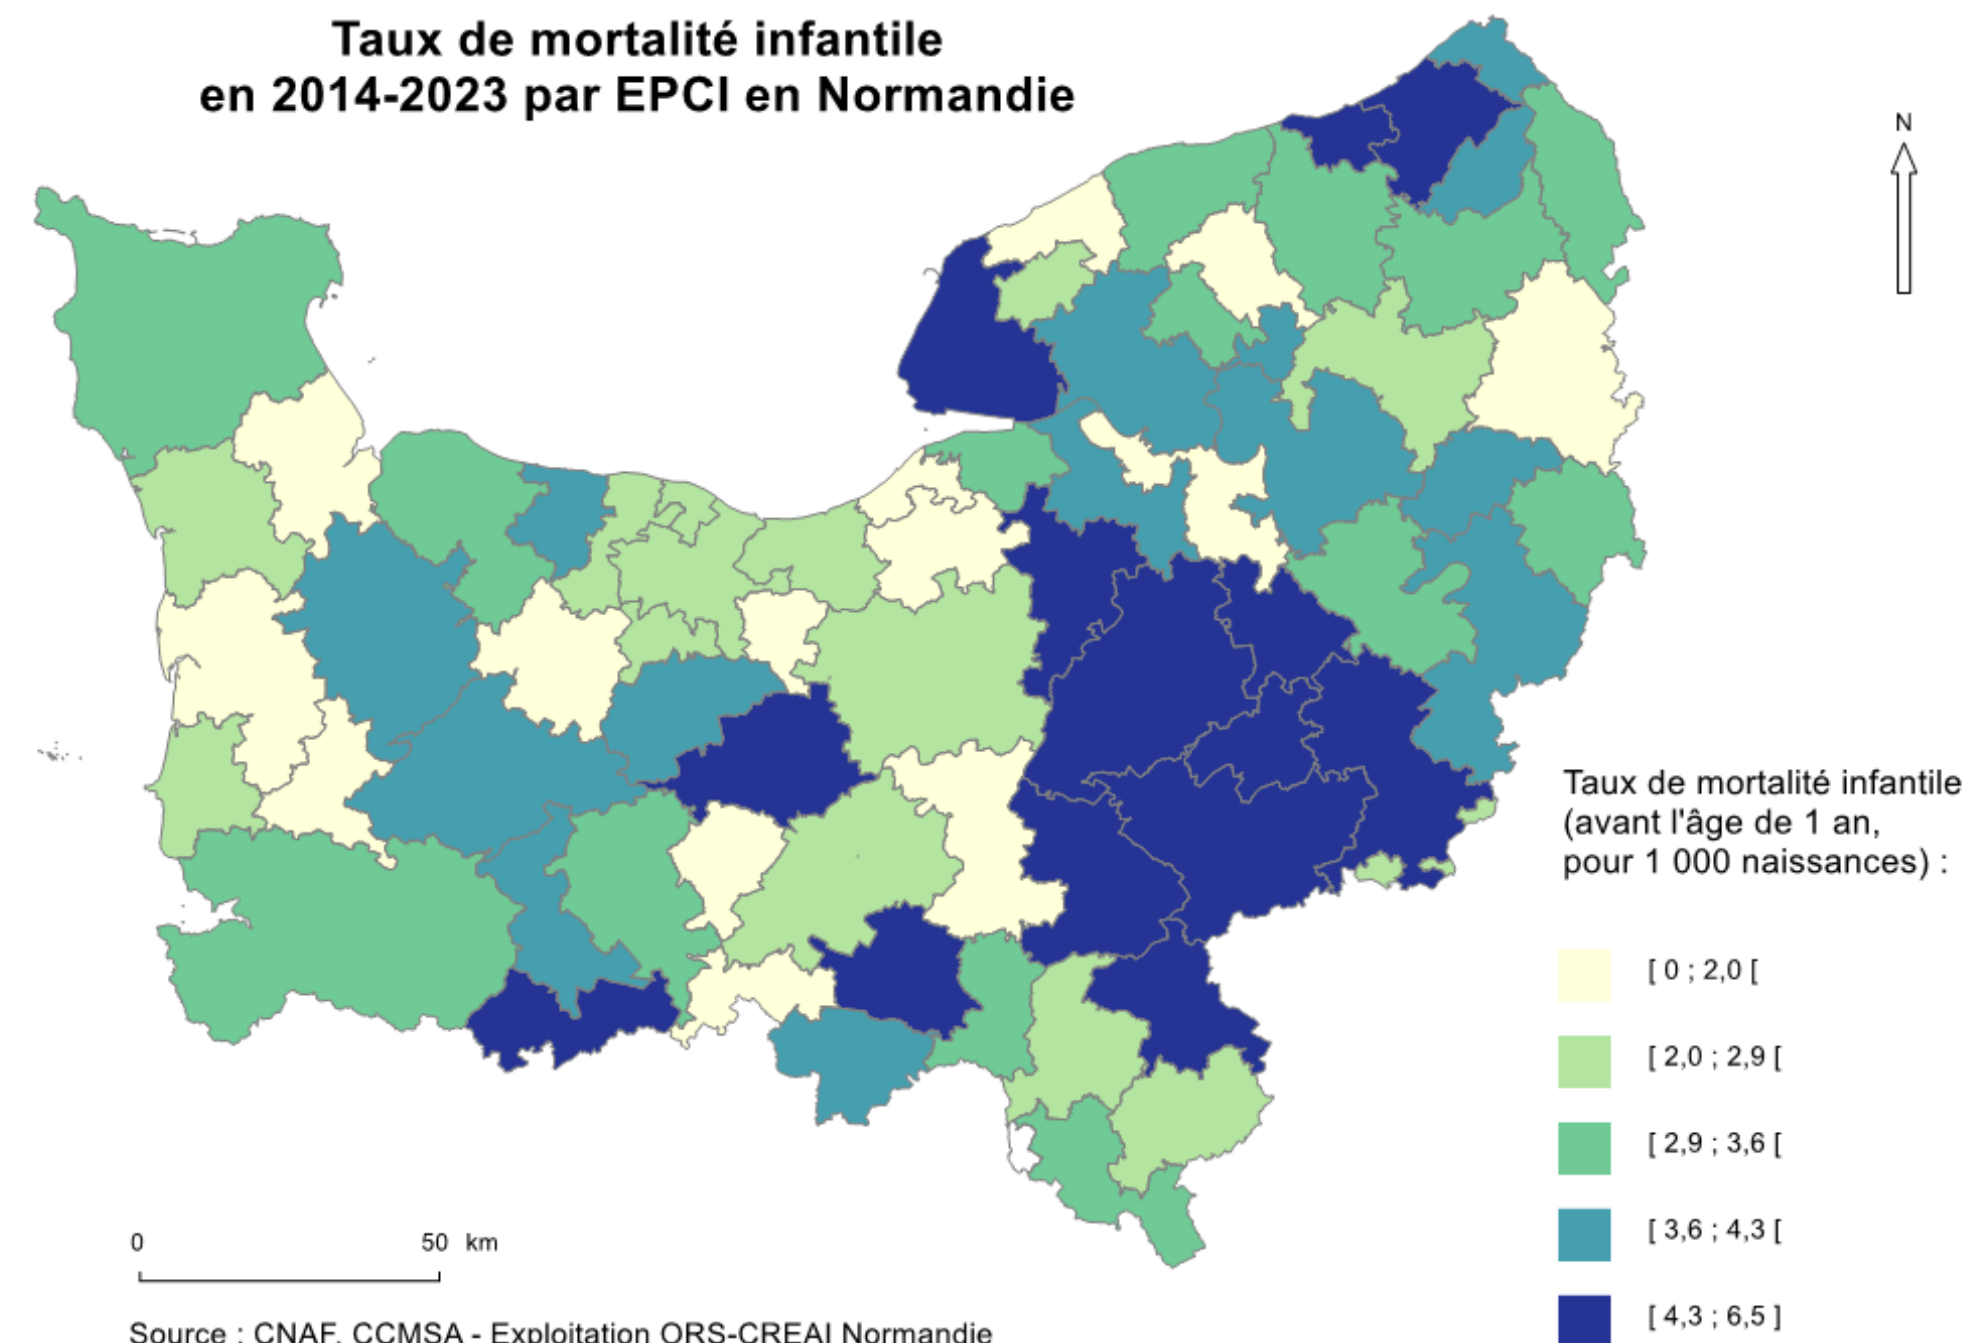 Taux de mortalité infantile
en 2014-2023 par EPCI en Normandie
N
Taux de mortalité infantile
(avant l'âge de 1 an,
pour 1 000 naissances) :
[ 0 ; 2,0 [
[ 2,0 ; 2,9 [
[ 2,9 ; 3,6 [
[ 3,6 ; 4,3 [
[ 4,3 ; 6,5 ]
0 50 km
Source : CNAF, CCMSA - Exploitation ORS-CREAI Normandie